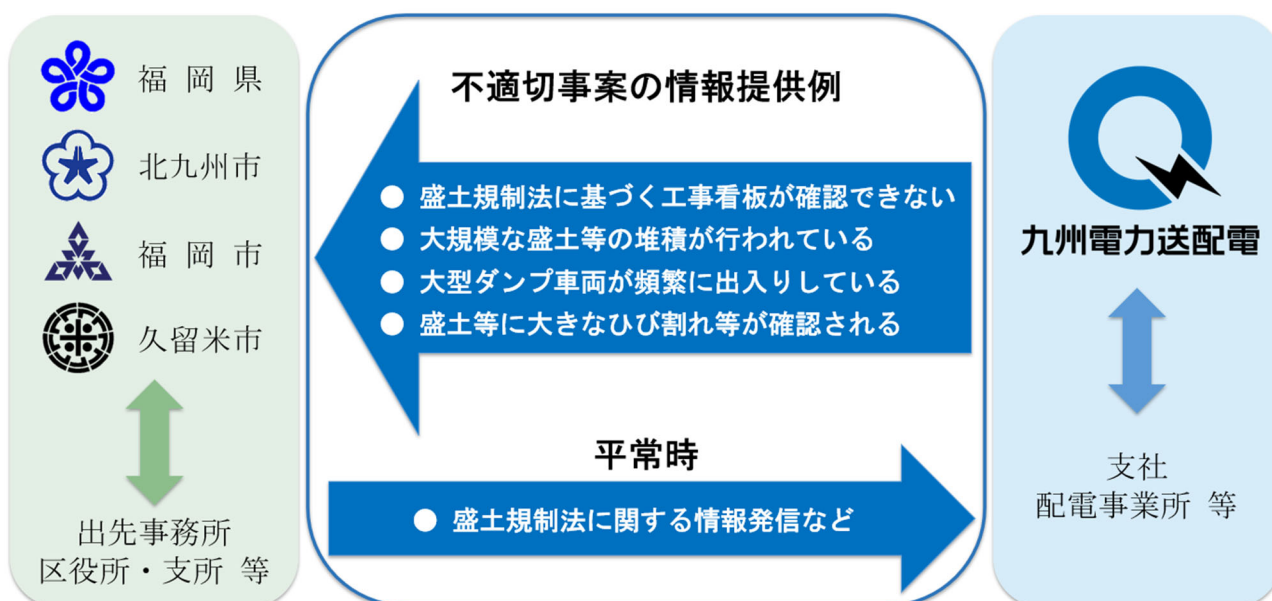 福岡県
北九州市
福岡市
久留米市
出先事務所
区役所・支所 等
不適切事案の情報提供例
● 盛土規制法に基づく工事看板が確認できない
● 大規模な盛土等の堆積が行われている
● 大型ダンプ車両が頻繁に出入りしている
● 盛土等に大きなひび割れ等が確認される
平常時
● 盛土規制法に関する情報発信など
九州電力送配電
支社
配電事業所 等